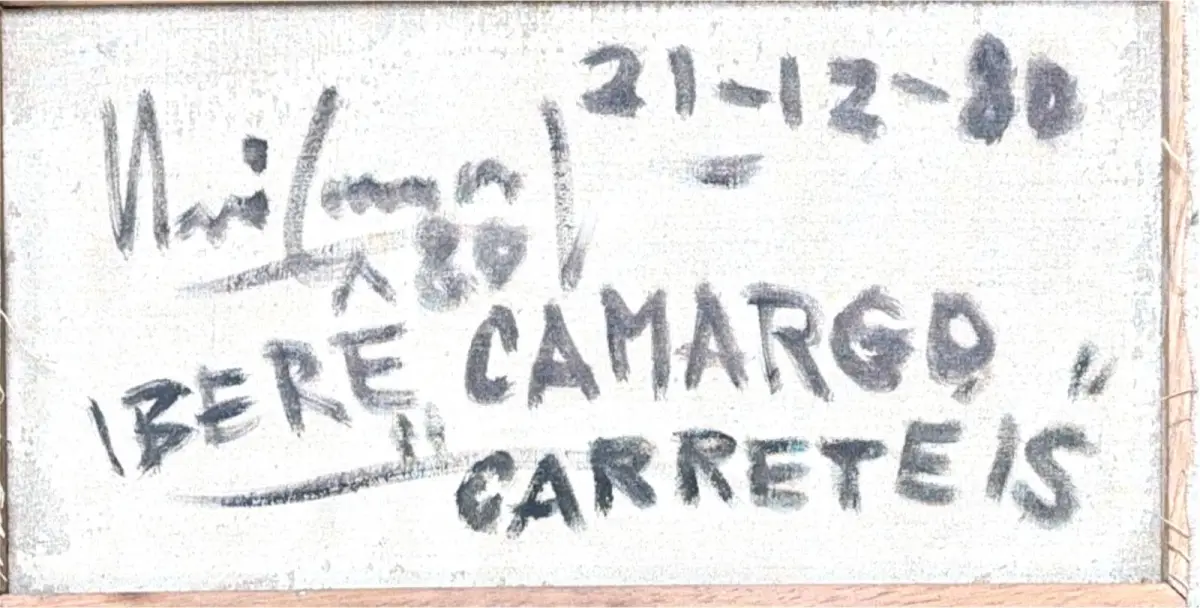 21-12-80
80
IBERÊ CAMARGO
"CARRETEIS"